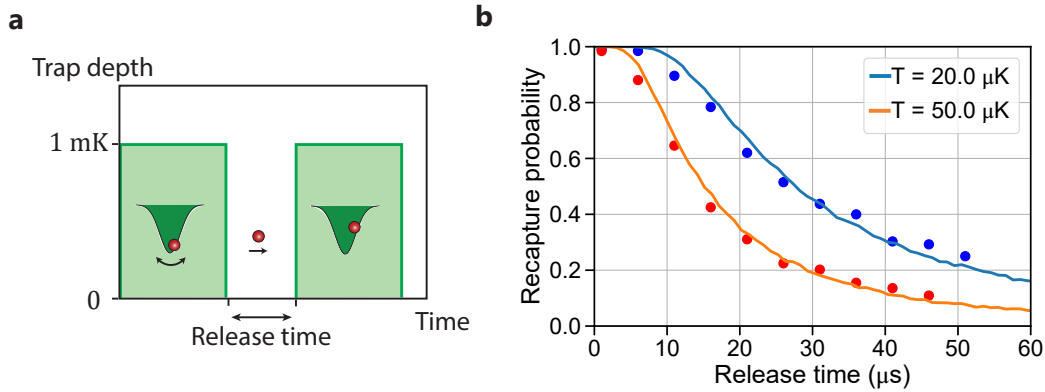 a
Trap depth
1 mK
0
Time
Release time
b
Recapture probability
1.0
0.8
0.6
0.4
0.2
0.0
T = 20.0 μK
T = 50.0 μK
0 10 20 30 40 50 60
Release time (μs)